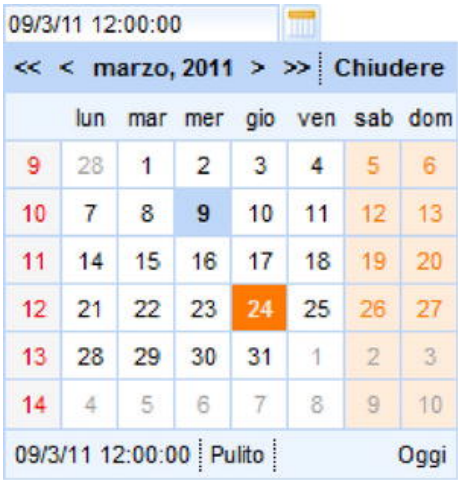 09/3/11 12:00:00
<< < marzo, 2011 > >> Chiudere
lun mar mer gio ven sab dom
9 28 1 2 3 4 5 6
10 7 8 9 10 11 12 13
11 14 15 16 17 18 19 20
12 21 22 23 24 25 26 27
13 28 29 30 31 1 2 3
14 4 5 6 7 8 9 10
09/3/11 12:00:00 Pulito Oggi